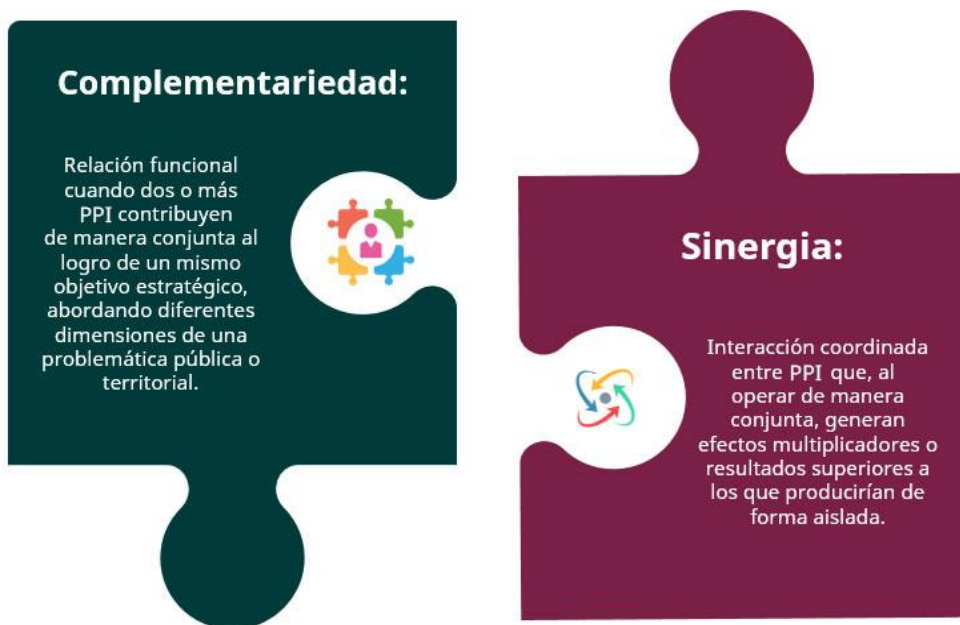 Complementariedad:
Relación funcional
cuando dos o más
PPI contribuyen
de manera conjunta al
logro de un mismo
objetivo estratégico,
abordando diferentes
dimensiones de una
problemática pública o
territorial.
Sinergia:
Interacción coordinada
entre PPI que, al
operar de manera
conjunta, generan
efectos multiplicadores o
resultados superiores a
los que producirían de
forma aislada.